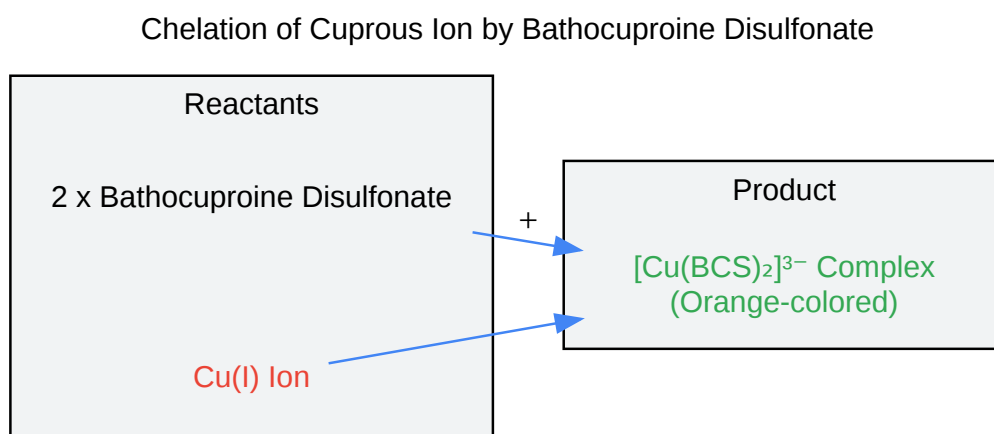 Chelation of Cuprous Ion by Bathocuproine Disulfonate
Reactants
2 x Bathocuproine Disulfonate
Cu(I) Ion
+
Product
[Cu(BCS)₂]³⁻ Complex
(Orange-colored)